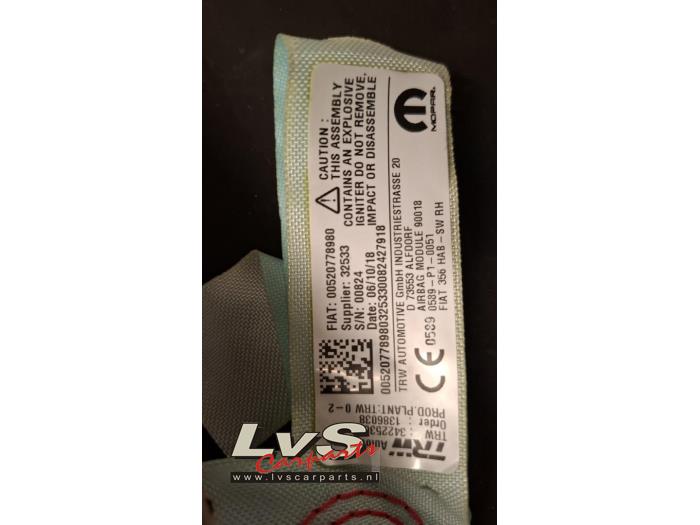 CAUTION :
THIS ASSEMBLY
CONTAINS AN EXPLOSIVE
IGNITER DO NOT REMOVE,
IMPACT OR DISASSEMBLE
MOPAR.
FIAT: 00520778980
Supplier: 32533
S/N: 00824
Date: 06/10/18
00520778980325330082427918
TRW AUTOMOTIVE GmbH INDUSTRIESTRASSE 20
D 73553 ALFDORF
AIRBAG MODULE 90018
CE 0589 0589-P1-0051
FIAT 356 HAB-SW RH
TRW
TRW :
Order : 1386038
PROD.PLANT:TRW 0-2
LvS
Carparts
www.lvscarparts.nl